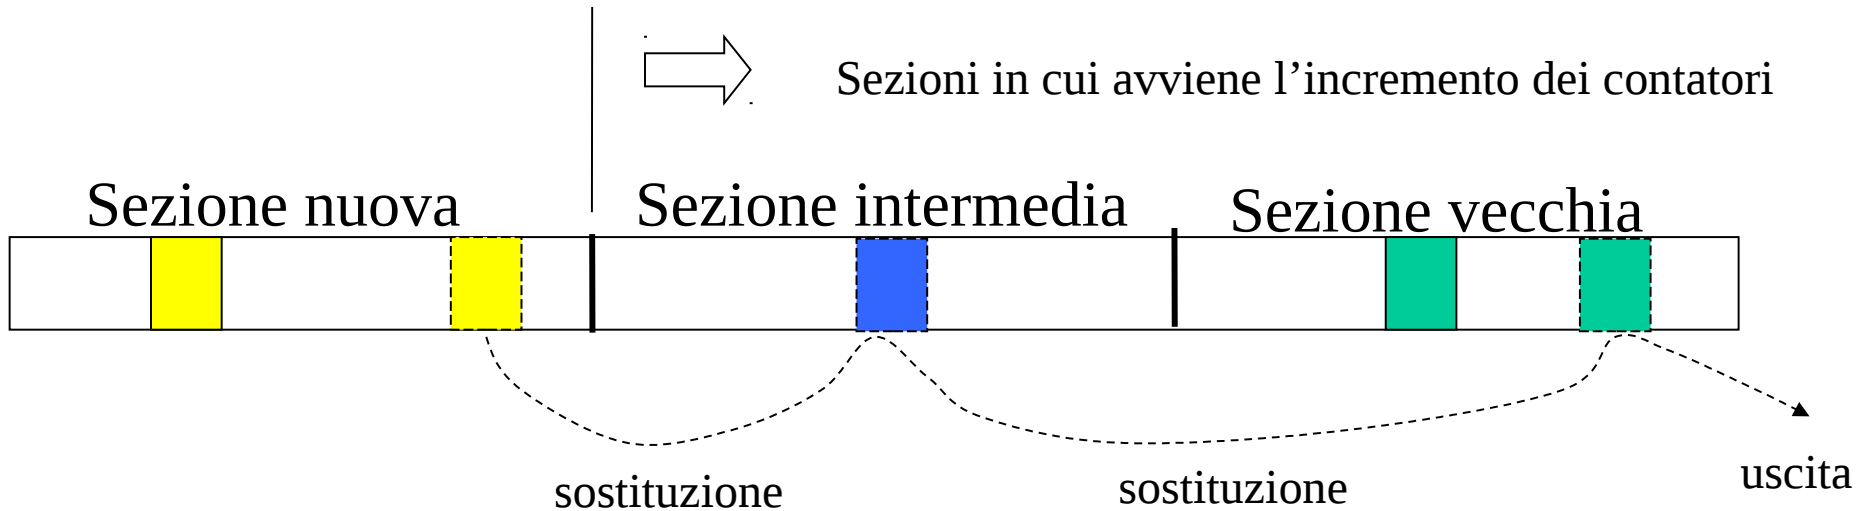 Sezioni in cui avviene l’incremento dei contatori
Sezione nuova
Sezione intermedia
Sezione vecchia
sostituzione
sostituzione
uscita